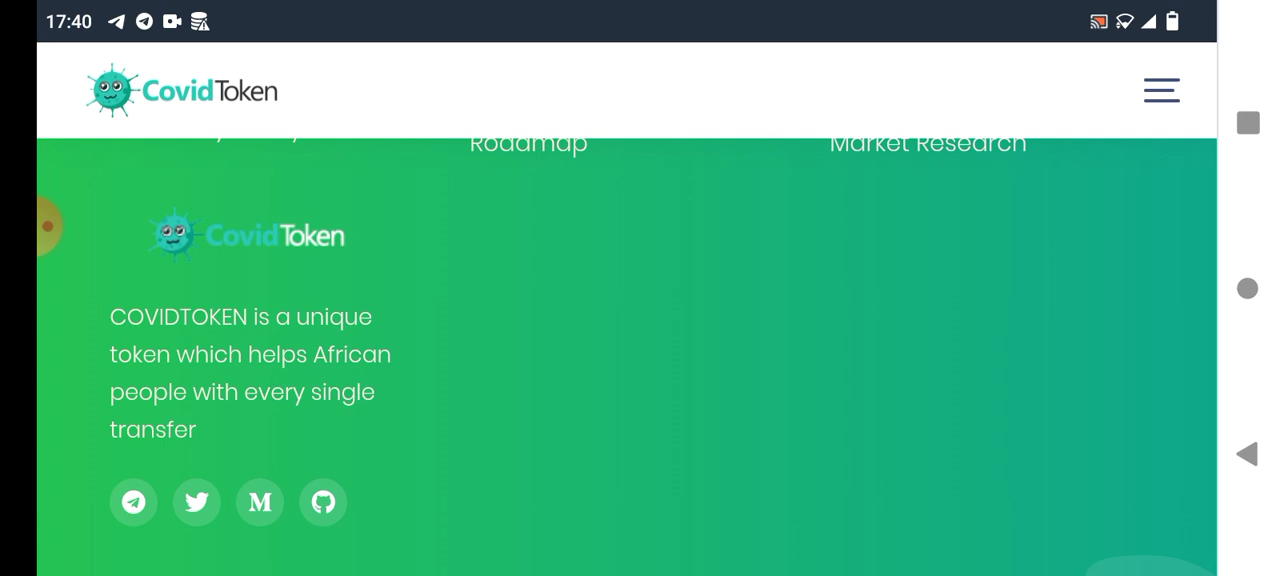 17:40
CovidToken
Roadmap
Market Research
CovidToken
COVIDTOKEN is a unique
token which helps African
people with every single
transfer